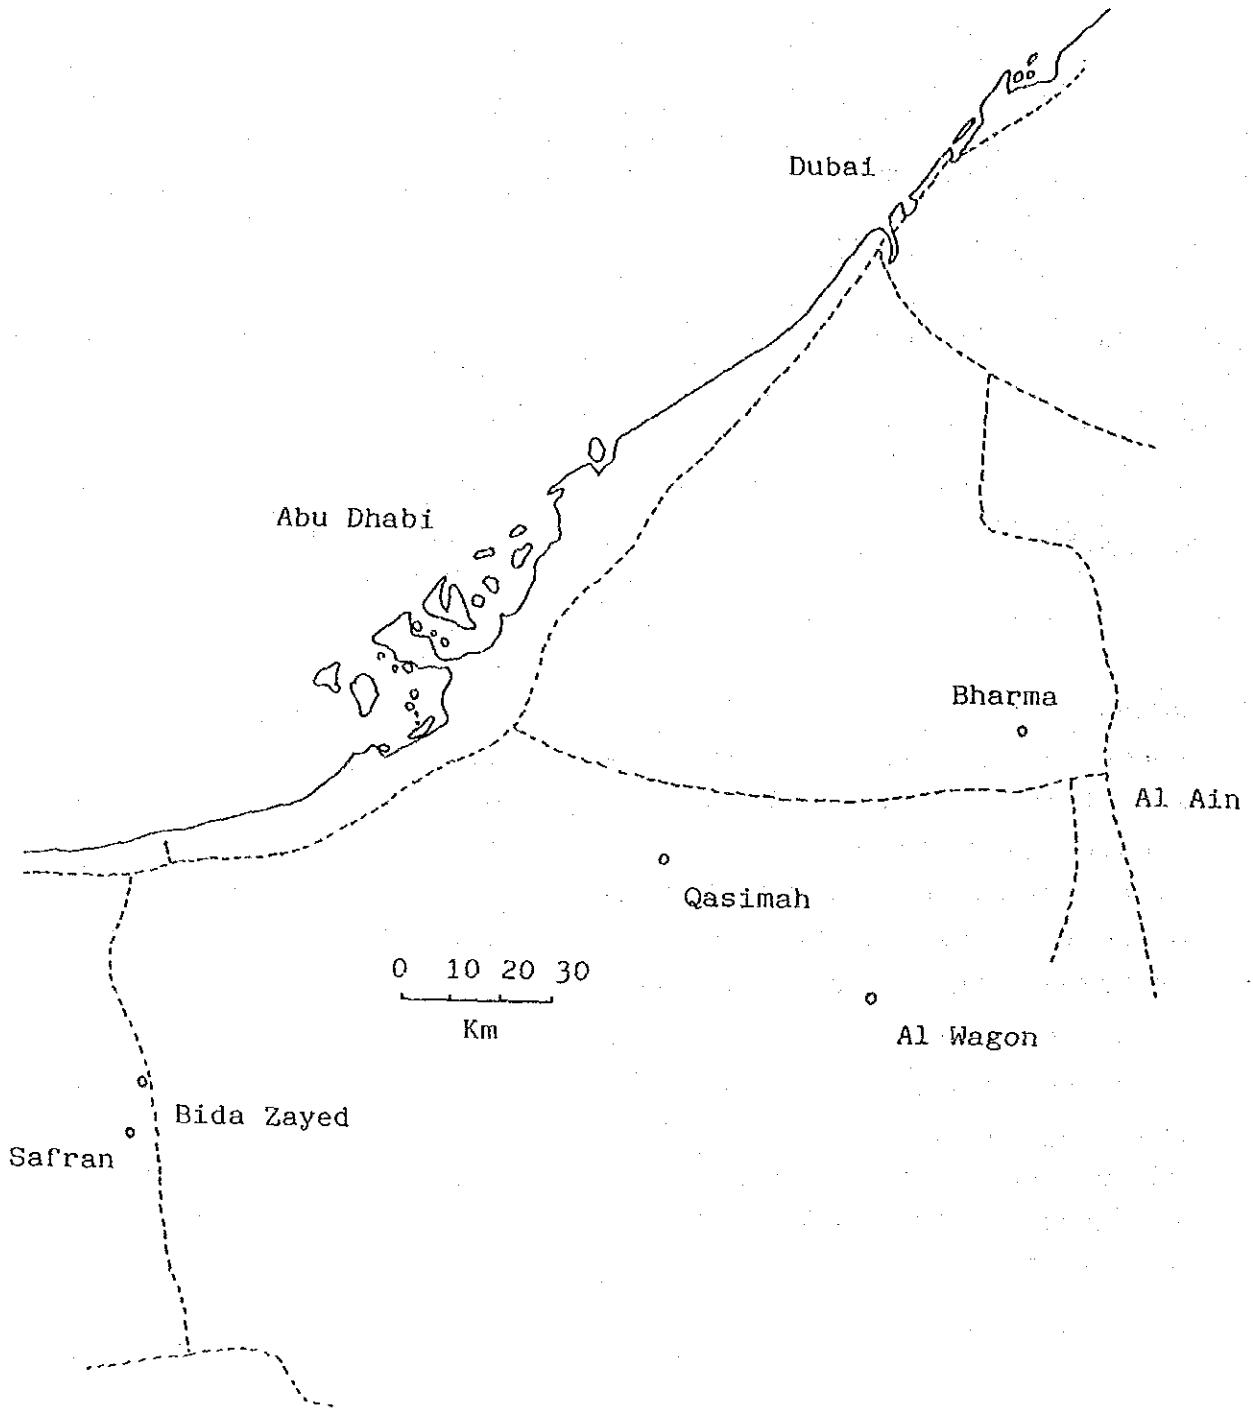 Dubai
Abu Dhabi
Bharma
Al Ain
Qasimah
0 10 20 30
Km
Al Wagon
Bida Zayed
Safran